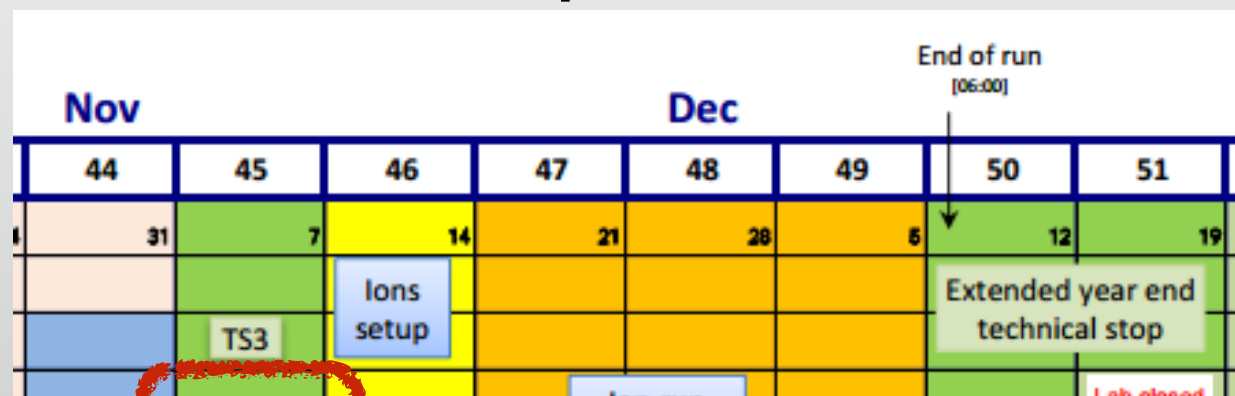 End of run
[06:00]
Nov Dec
44 45 46 47 48 49 50 51
31 7 14 21 28 5 12 19
Ions
setup
Extended year end
technical stop
TS3